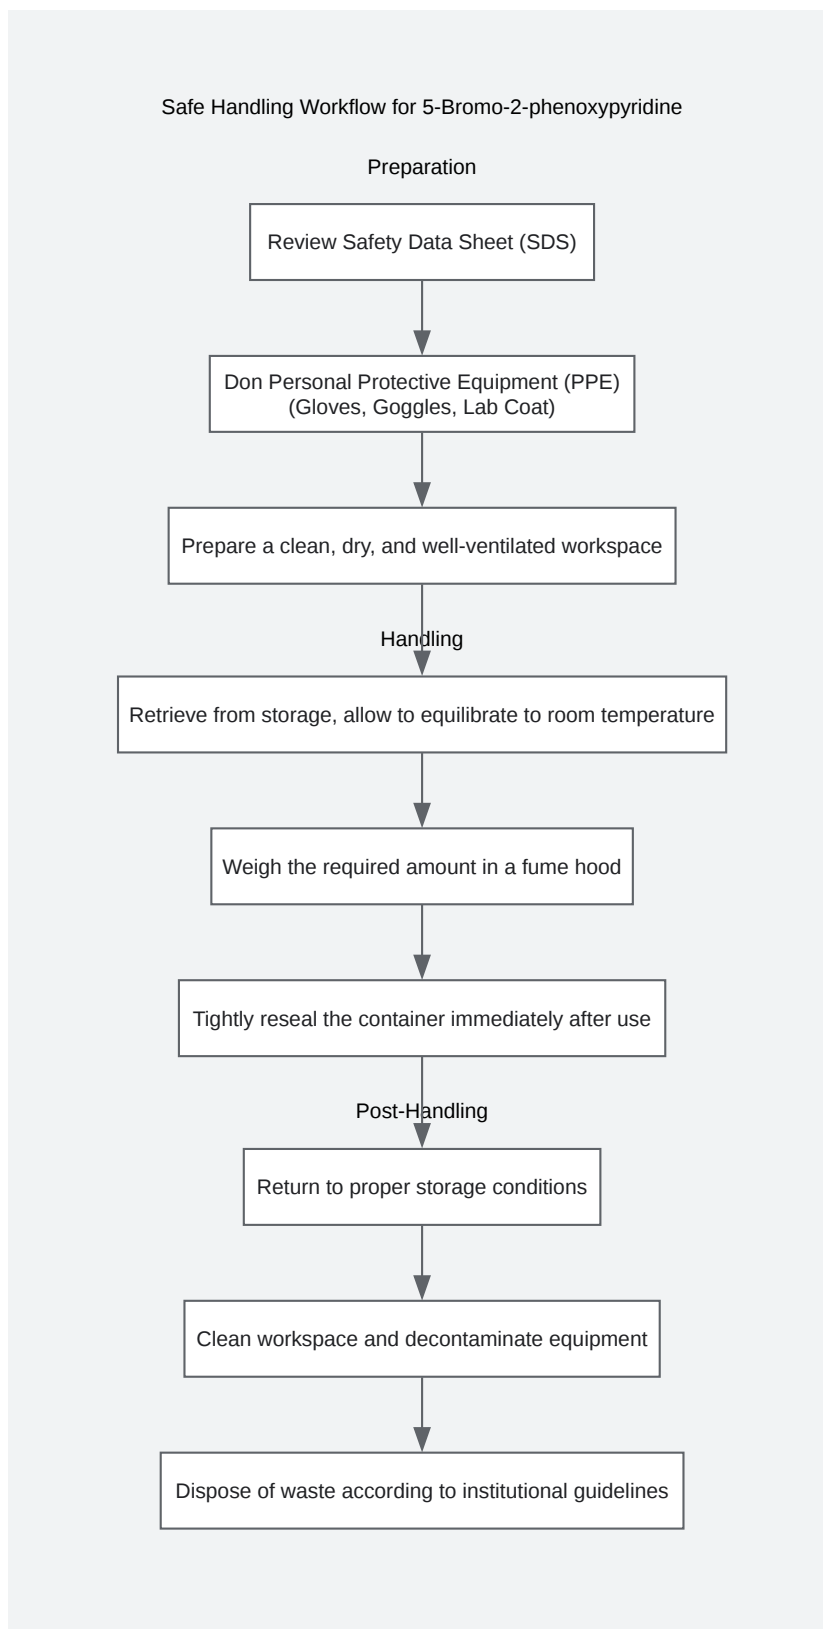 Safe Handling Workflow for 5-Bromo-2-phenoxypyridine
Preparation
Review Safety Data Sheet (SDS)
Don Personal Protective Equipment (PPE)
(Gloves, Goggles, Lab Coat)
Prepare a clean, dry, and well-ventilated workspace
Handling
Retrieve from storage, allow to equilibrate to room temperature
Weigh the required amount in a fume hood
Tightly reseal the container immediately after use
Post-Handling
Return to proper storage conditions
Clean workspace and decontaminate equipment
Dispose of waste according to institutional guidelines